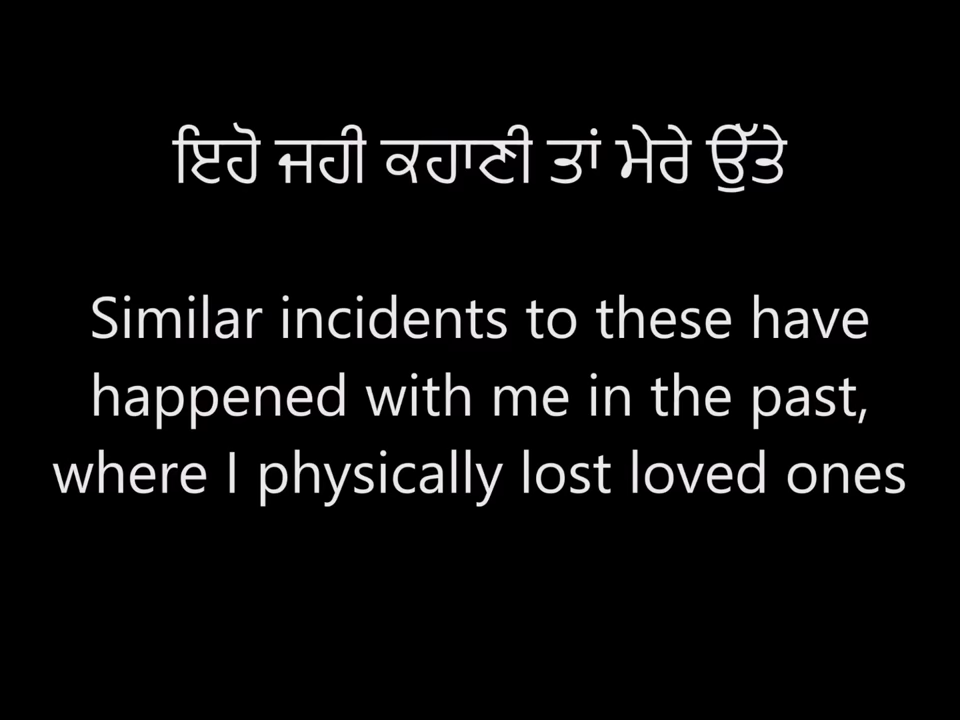 ਇਹੋ ਜਹੀ ਕਹਾਣੀ ਤਾਂ ਮੇਰੇ ਉੱਤੇ
Similar incidents to these have
happened with me in the past,
where I physically lost loved ones